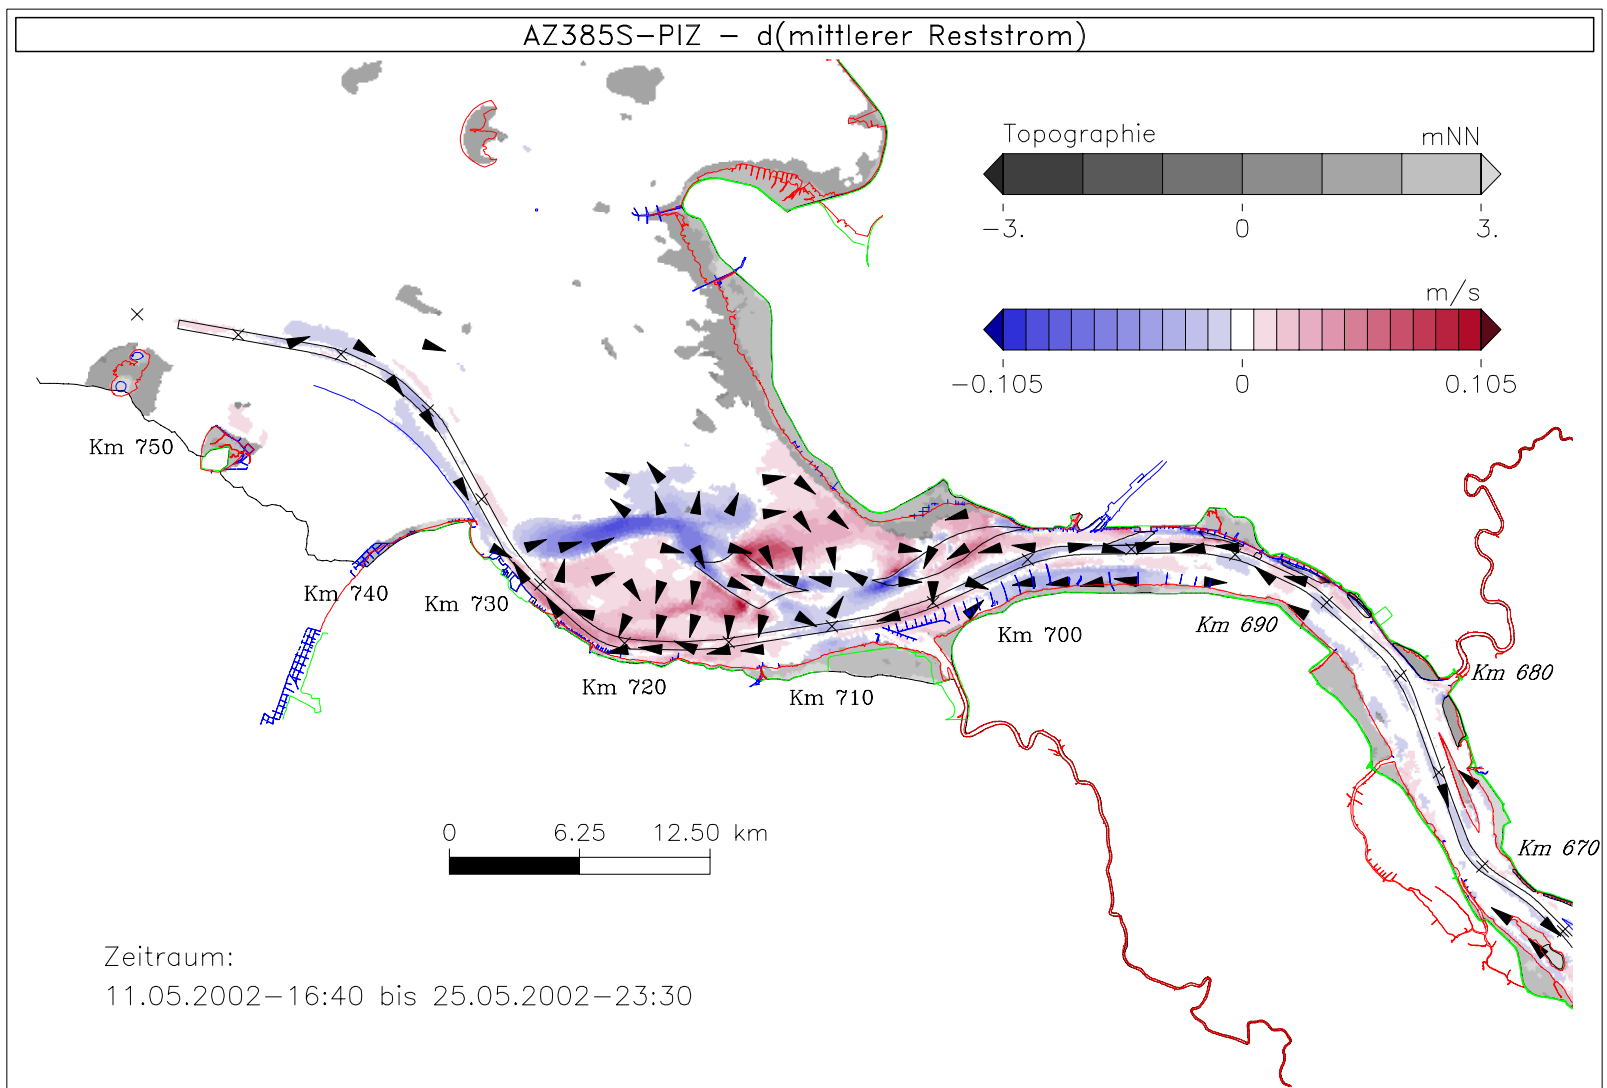 AZ385S-PIZ - d(mittlerer Reststrom)
Topographie mNN
-3. 0 3.
m/s
-0.105 0 0.105
Km 750
Km 740
Km 730
Km 720
Km 710
Km 700
Km 690
Km 680
Km 670
0 6.25 12.50 km
Zeitraum:
11.05.2002-16:40 bis 25.05.2002-23:30